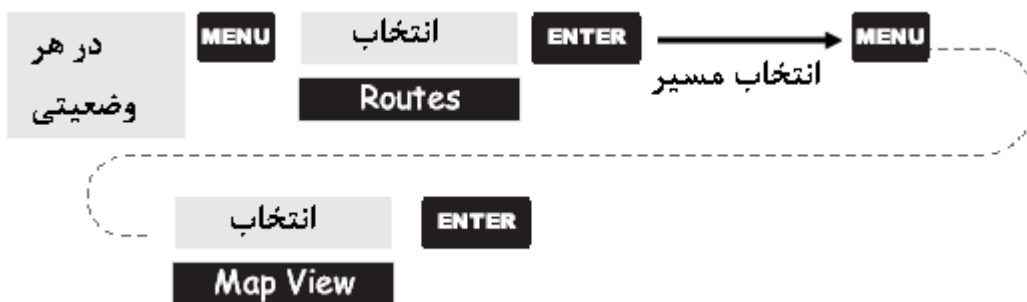 در هر
وضعیتی
MENU
انتخاب
Routes
ENTER
انتخاب مسیر
MENU
انتخاب
Map View
ENTER